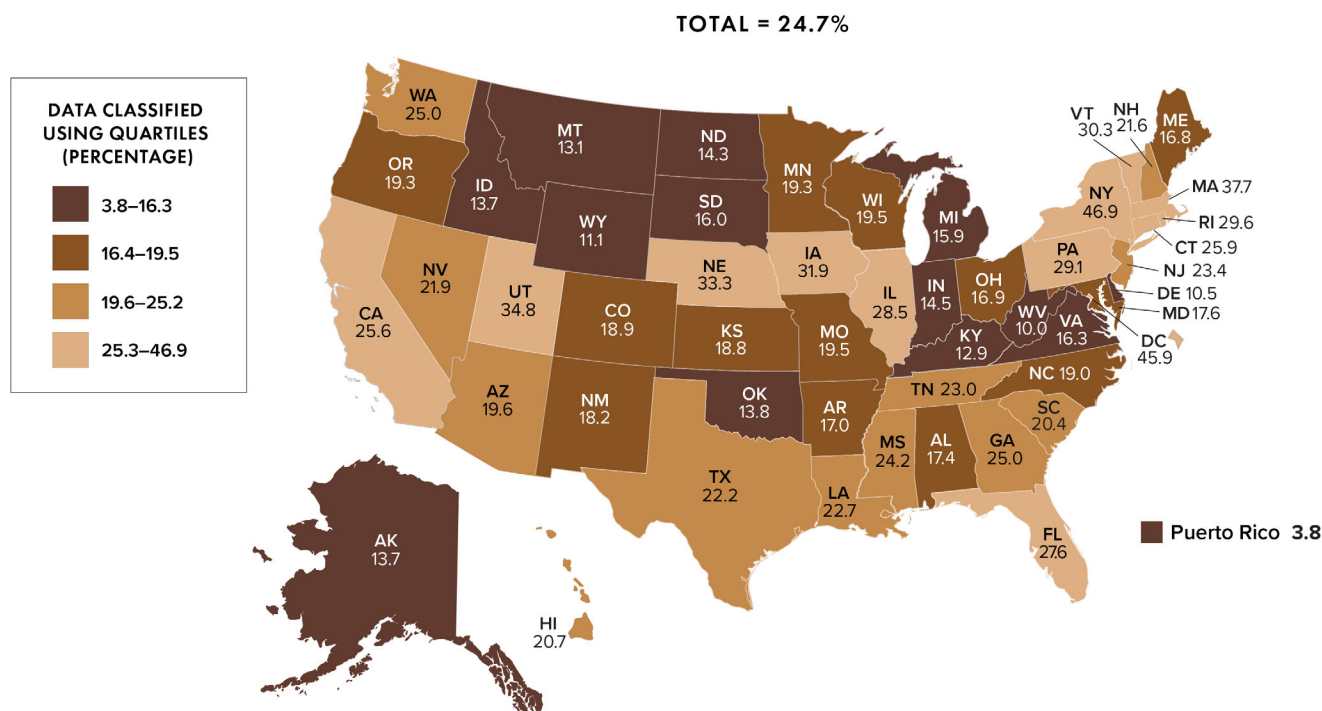 TOTAL = 24.7%
DATA CLASSIFIED
USING QUARTILES
(PERCENTAGE)
3.8–16.3
16.4–19.5
19.6–25.2
25.3–46.9
WA
25.0
OR
19.3
ID
13.7
MT
13.1
ND
14.3
SD
16.0
WY
11.1
MN
19.3
WI
19.5
MI
15.9
VT
30.3
NH
21.6
ME
16.8
NY
46.9
MA 37.7
RI 29.6
CT 25.9
PA
29.1
NJ 23.4
DE 10.5
MD 17.6
DC
45.9
CA
25.6
NV
21.9
UT
34.8
CO
18.9
NE
33.3
IA
31.9
IL
28.5
IN
14.5
OH
16.9
WV
10.0
VA
16.3
KY
12.9
KS
18.8
MO
19.5
TN 23.0
NC 19.0
SC
20.4
AZ
19.6
NM
18.2
OK
13.8
AR
17.0
MS
24.2
AL
17.4
GA
25.0
TX
22.2
LA
22.7
FL
27.6
AK
13.7
HI
20.7
Puerto Rico 3.8